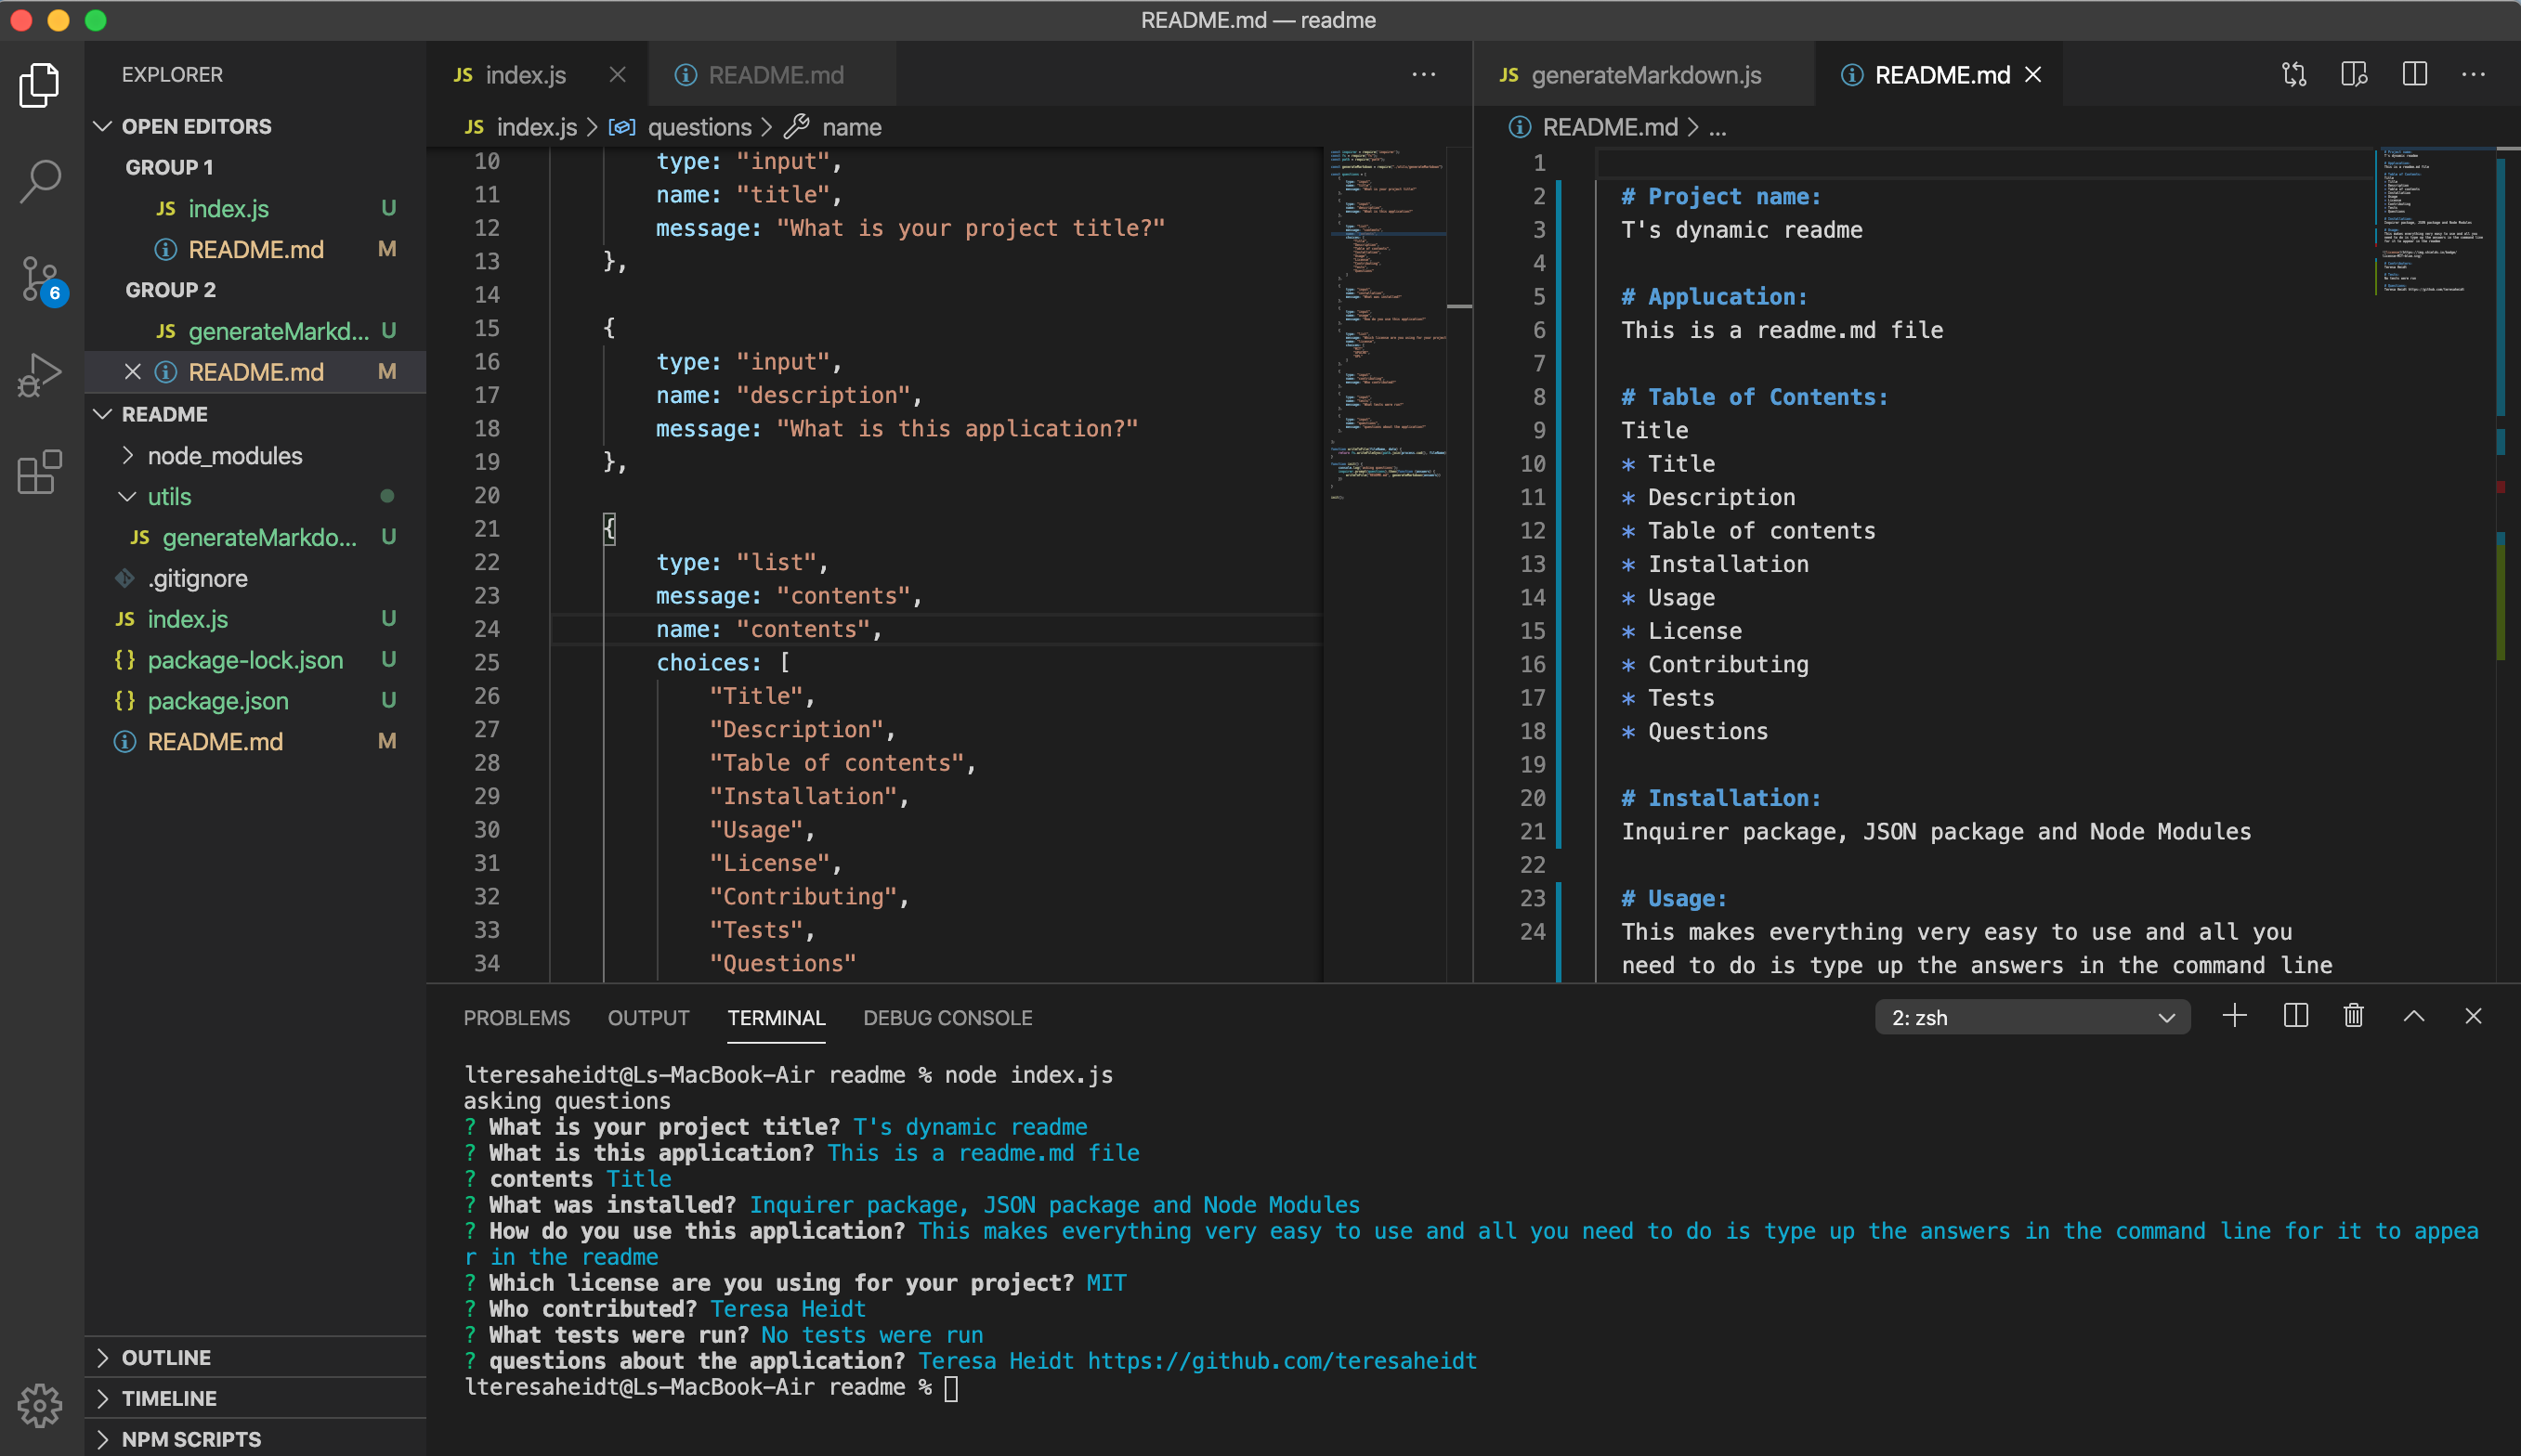 README.md — readme
EXPLORER
OPEN EDITORS
GROUP 1
JS index.js U
README.md M
GROUP 2
JS generateMarkd... U
README.md M
README
node_modules
utils
JS generateMarkdo... U
.gitignore
JS index.js U
{} package-lock.json U
{} package.json U
README.md M
OUTLINE
TIMELINE
NPM SCRIPTS
6
JS index.js
README.md
JS index.js > questions > name
10 type: "input",
11 name: "title",
12 message: "What is your project title?"
13 },
14
15 {
16 type: "input",
17 name: "description",
18 message: "What is this application?"
19 },
20
21 {
22 type: "list",
23 message: "contents",
24 name: "contents",
25 choices: [
26 "Title",
27 "Description",
28 "Table of contents",
29 "Installation",
30 "Usage",
31 "License",
32 "Contributing",
33 "Tests",
34 "Questions"
JS generateMarkdown.js
README.md
README.md > ...
1
2 # Project name:
3 T's dynamic readme
4
5 # Applucation:
6 This is a readme.md file
7
8 # Table of Contents:
9 Title
10 * Title
11 * Description
12 * Table of contents
13 * Installation
14 * Usage
15 * License
16 * Contributing
17 * Tests
18 * Questions
19
20 # Installation:
21 Inquirer package, JSON package and Node Modules
22
23 # Usage:
24 This makes everything very easy to use and all you
need to do is type up the answers in the command line
PROBLEMS OUTPUT TERMINAL DEBUG CONSOLE
2: zsh
lteresaheidt@Ls-MacBook-Air readme % node index.js
asking questions
? What is your project title? T's dynamic readme
? What is this application? This is a readme.md file
? contents Title
? What was installed? Inquirer package, JSON package and Node Modules
? How do you use this application? This makes everything very easy to use and all you need to do is type up the answers in the command line for it to appea
r in the readme
? Which license are you using for your project? MIT
? Who contributed? Teresa Heidt
? What tests were run? No tests were run
? questions about the application? Teresa Heidt https://github.com/teresaheidt
lteresaheidt@Ls-MacBook-Air readme %